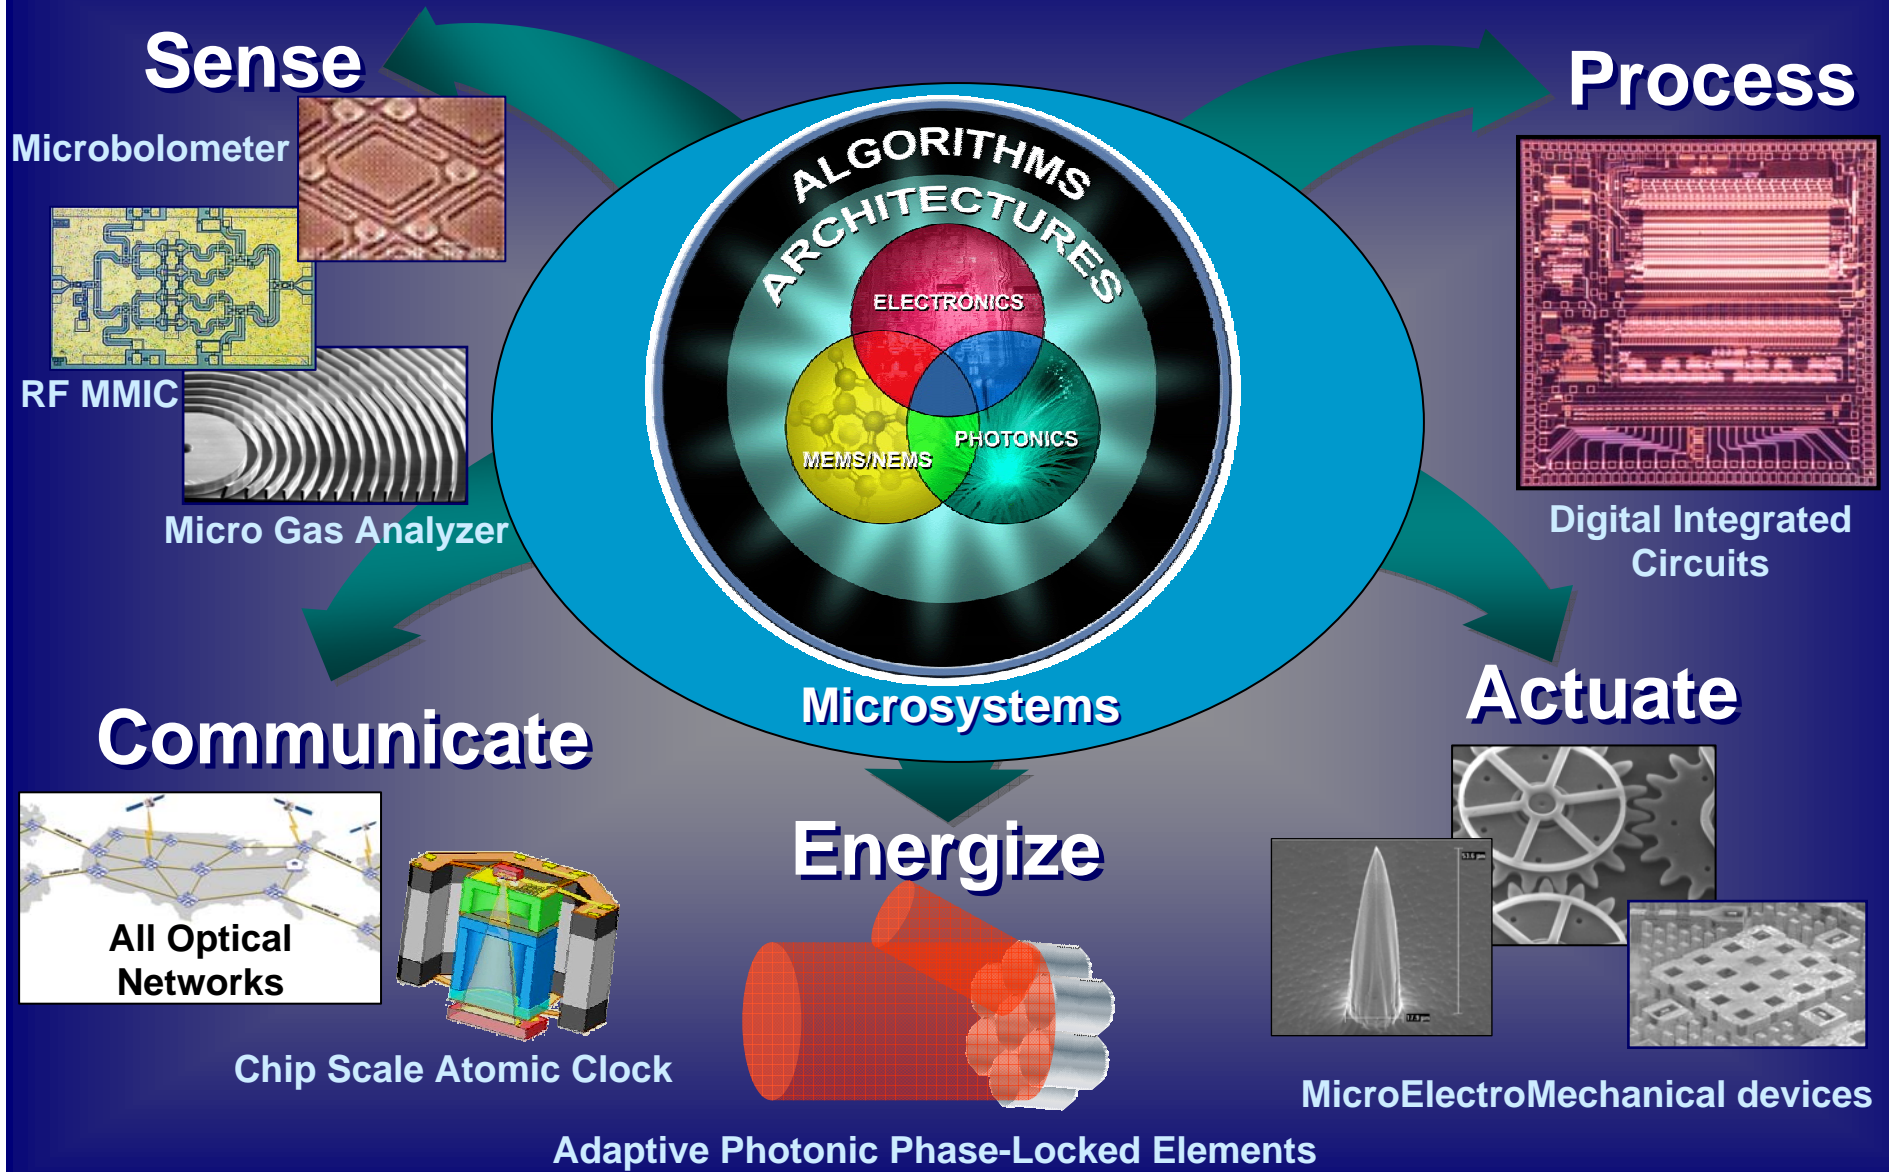 Sense
Process
Microbolometer
RF MMIC
Micro Gas Analyzer
ALGORITHMS
ARCHITECTURES
ELECTRONICS
MEMS/NEMS
PHOTONICS
Microsystems
Digital Integrated
Circuits
Communicate
All Optical
Networks
Chip Scale Atomic Clock
Energize
Adaptive Photonic Phase-Locked Elements
Actuate
MicroElectroMechanical devices